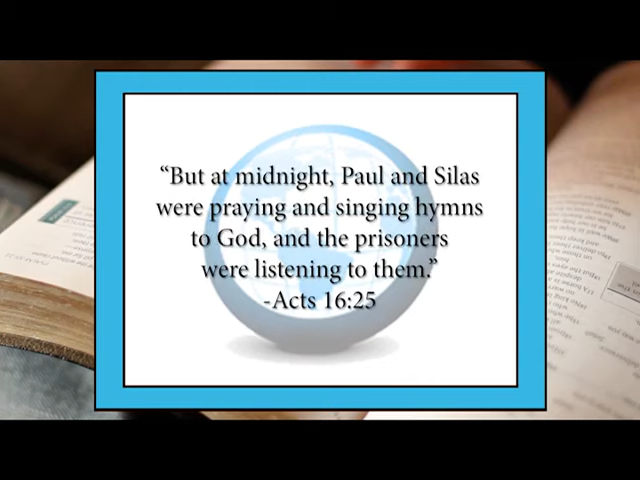 “But at midnight, Paul and Silas
were praying and singing hymns
to God, and the prisoners
were listening to them.”
-Acts 16:25